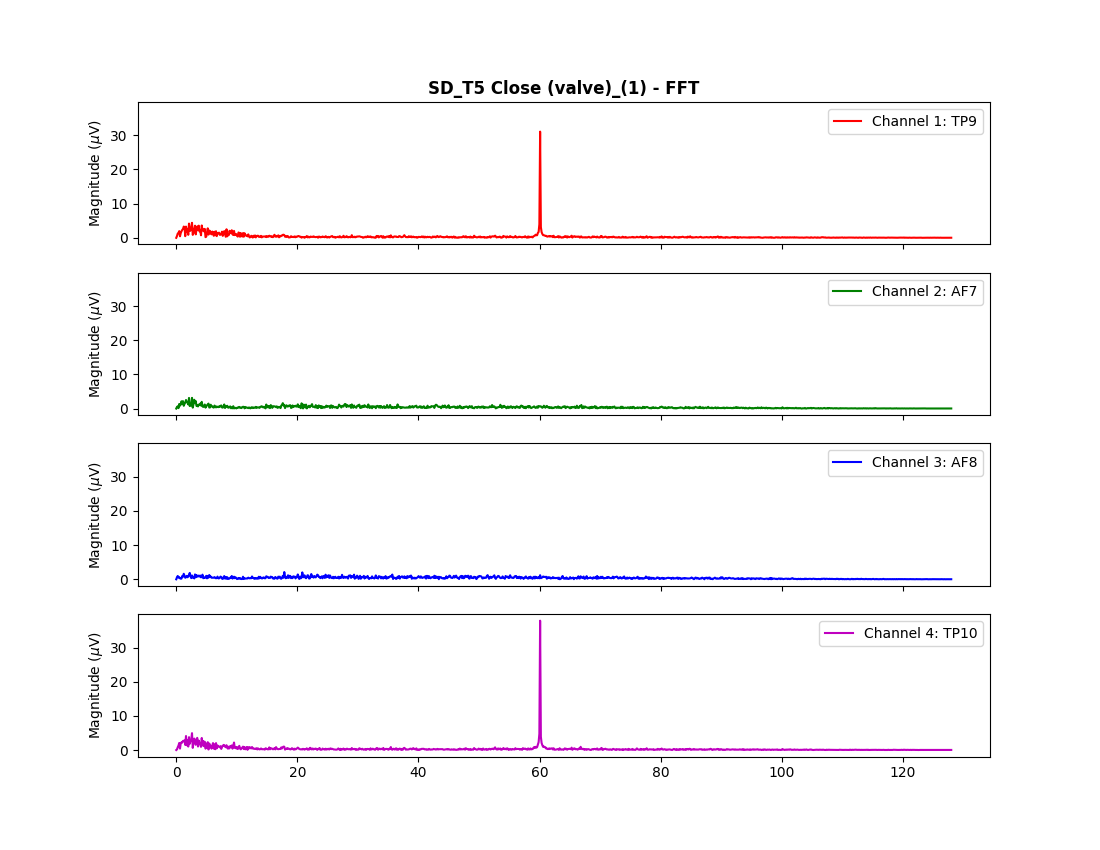 SD_T5 Close (valve)_(1) - FFT
Magnitude (μV)
30
20
10
0
Channel 1: TP9
Magnitude (μV)
30
20
10
0
Channel 2: AF7
Magnitude (μV)
30
20
10
0
Channel 3: AF8
Magnitude (μV)
30
20
10
0
Channel 4: TP10
0 20 40 60 80 100 120